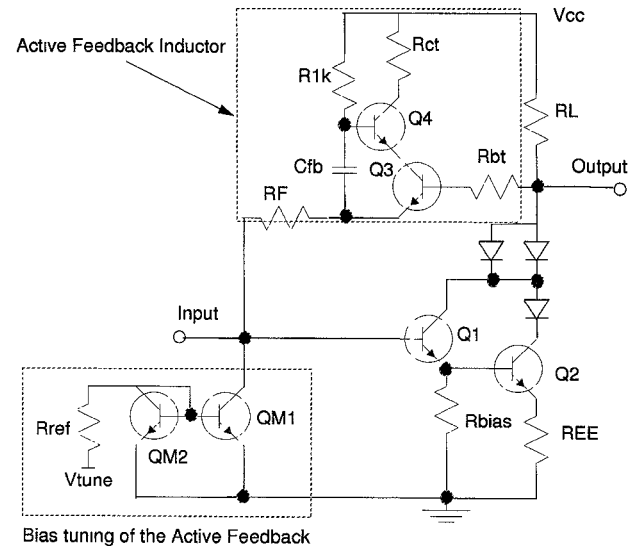 Active Feedback Inductor
Vcc
Rct
R1k
Q4
RL
Cfb
Q3
Rbt
Output
RF
Input
Q1
Q2
Rref
QM1
Rbias
REE
QM2
Vtune
Bias tuning of the Active Feedback